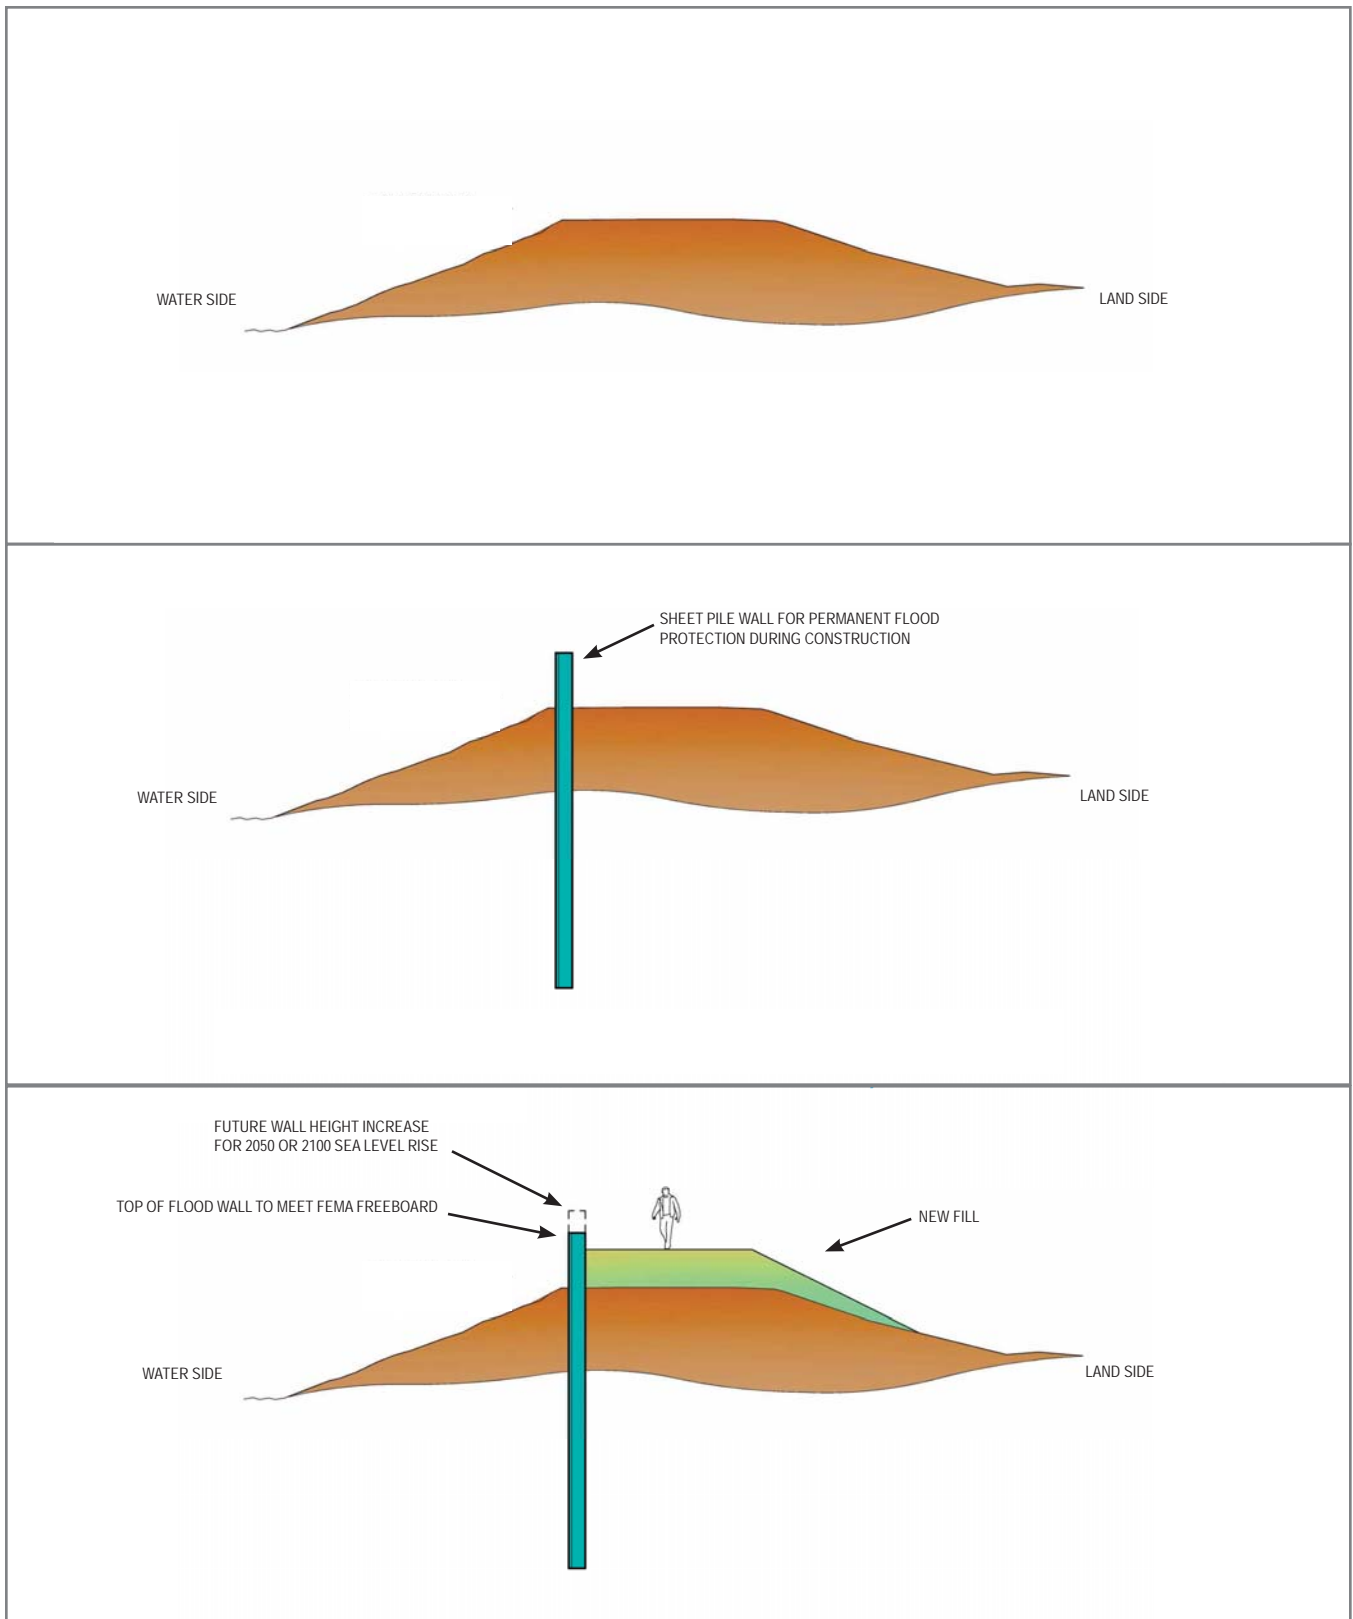 WATER SIDE
LAND SIDE
SHEET PILE WALL FOR PERMANENT FLOOD
PROTECTION DURING CONSTRUCTION
WATER SIDE
LAND SIDE
FUTURE WALL HEIGHT INCREASE
FOR 2050 OR 2100 SEA LEVEL RISE
TOP OF FLOOD WALL TO MEET FEMA FREEBOARD
NEW FILL
WATER SIDE
LAND SIDE